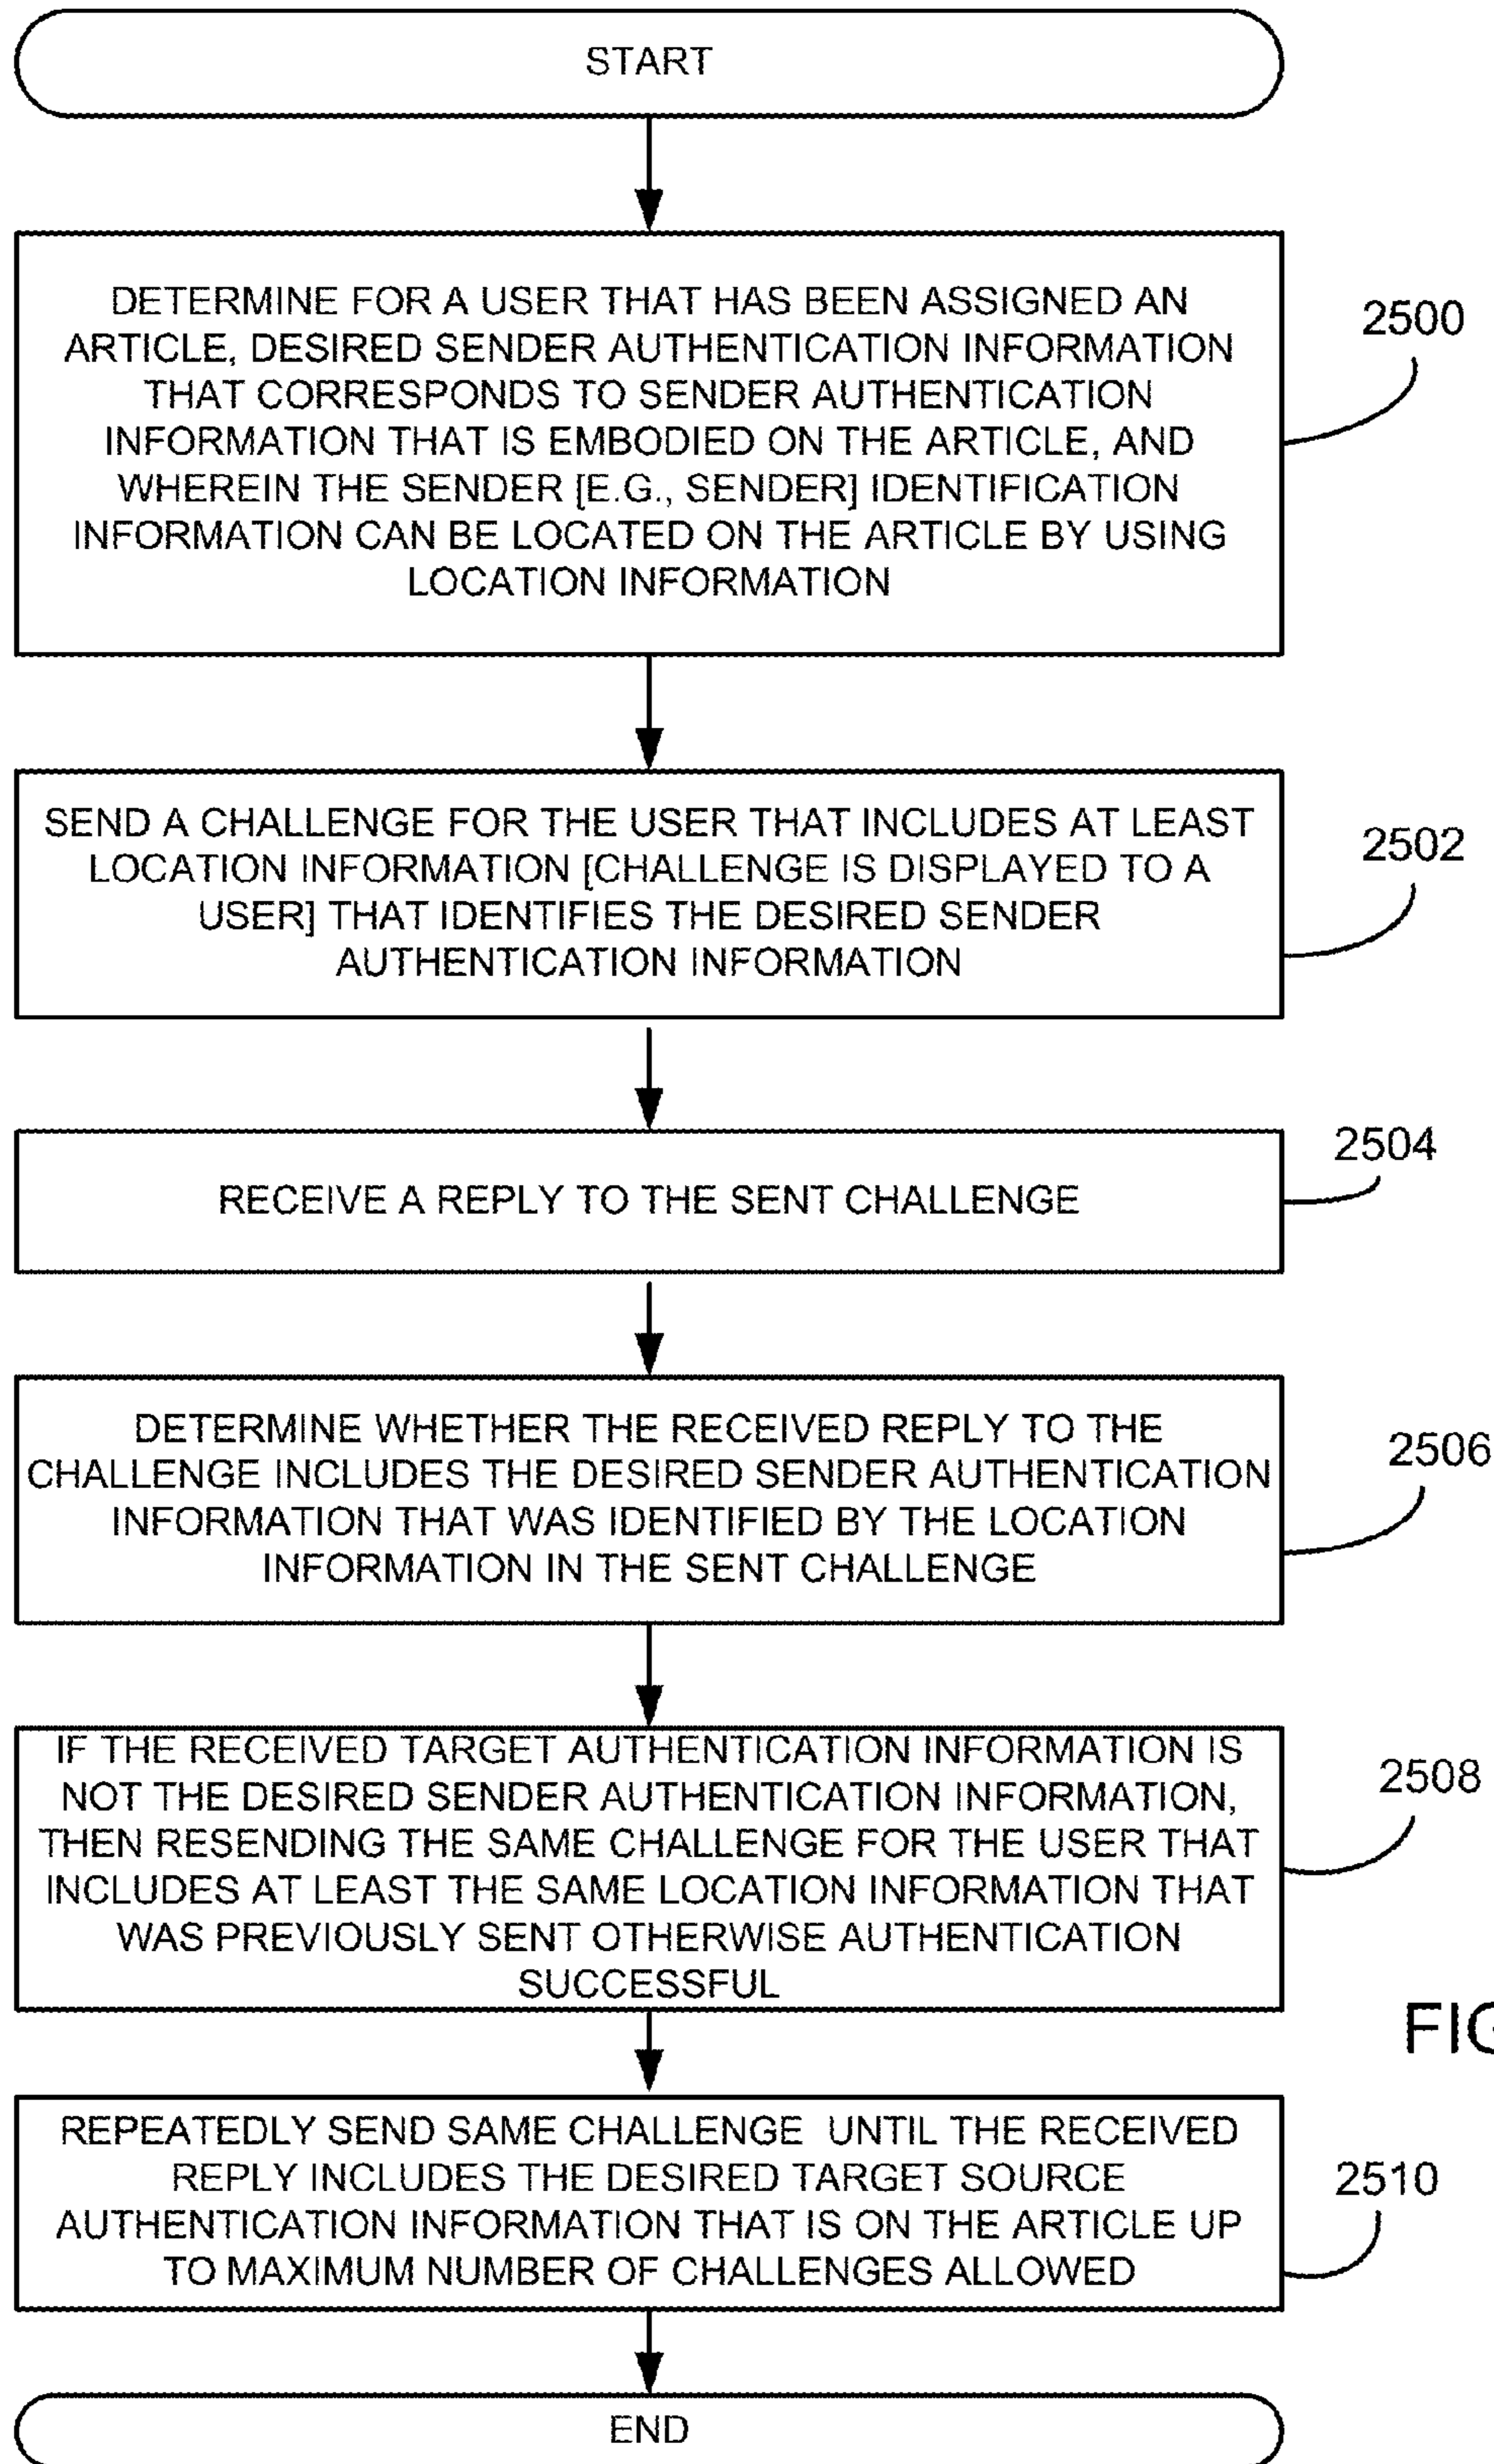 START
DETERMINE FOR A USER THAT HAS BEEN ASSIGNED AN
ARTICLE, DESIRED SENDER AUTHENTICATION INFORMATION
THAT CORRESPONDS TO SENDER AUTHENTICATION
INFORMATION THAT IS EMBODIED ON THE ARTICLE, AND
WHEREIN THE SENDER [E.G., SENDER] IDENTIFICATION
INFORMATION CAN BE LOCATED ON THE ARTICLE BY USING
LOCATION INFORMATION
2500
SEND A CHALLENGE FOR THE USER THAT INCLUDES AT LEAST
LOCATION INFORMATION [CHALLENGE IS DISPLAYED TO A
USER] THAT IDENTIFIES THE DESIRED SENDER
AUTHENTICATION INFORMATION
2502
RECEIVE A REPLY TO THE SENT CHALLENGE
2504
DETERMINE WHETHER THE RECEIVED REPLY TO THE
CHALLENGE INCLUDES THE DESIRED SENDER AUTHENTICATION
INFORMATION THAT WAS IDENTIFIED BY THE LOCATION
INFORMATION IN THE SENT CHALLENGE
2506
IF THE RECEIVED TARGET AUTHENTICATION INFORMATION IS
NOT THE DESIRED SENDER AUTHENTICATION INFORMATION,
THEN RESENDING THE SAME CHALLENGE FOR THE USER THAT
INCLUDES AT LEAST THE SAME LOCATION INFORMATION THAT
WAS PREVIOUSLY SENT OTHERWISE AUTHENTICATION
SUCCESSFUL
2508
FIG
REPEATEDLY SEND SAME CHALLENGE UNTIL THE RECEIVED
REPLY INCLUDES THE DESIRED TARGET SOURCE
AUTHENTICATION INFORMATION THAT IS ON THE ARTICLE UP
TO MAXIMUM NUMBER OF CHALLENGES ALLOWED
2510
END